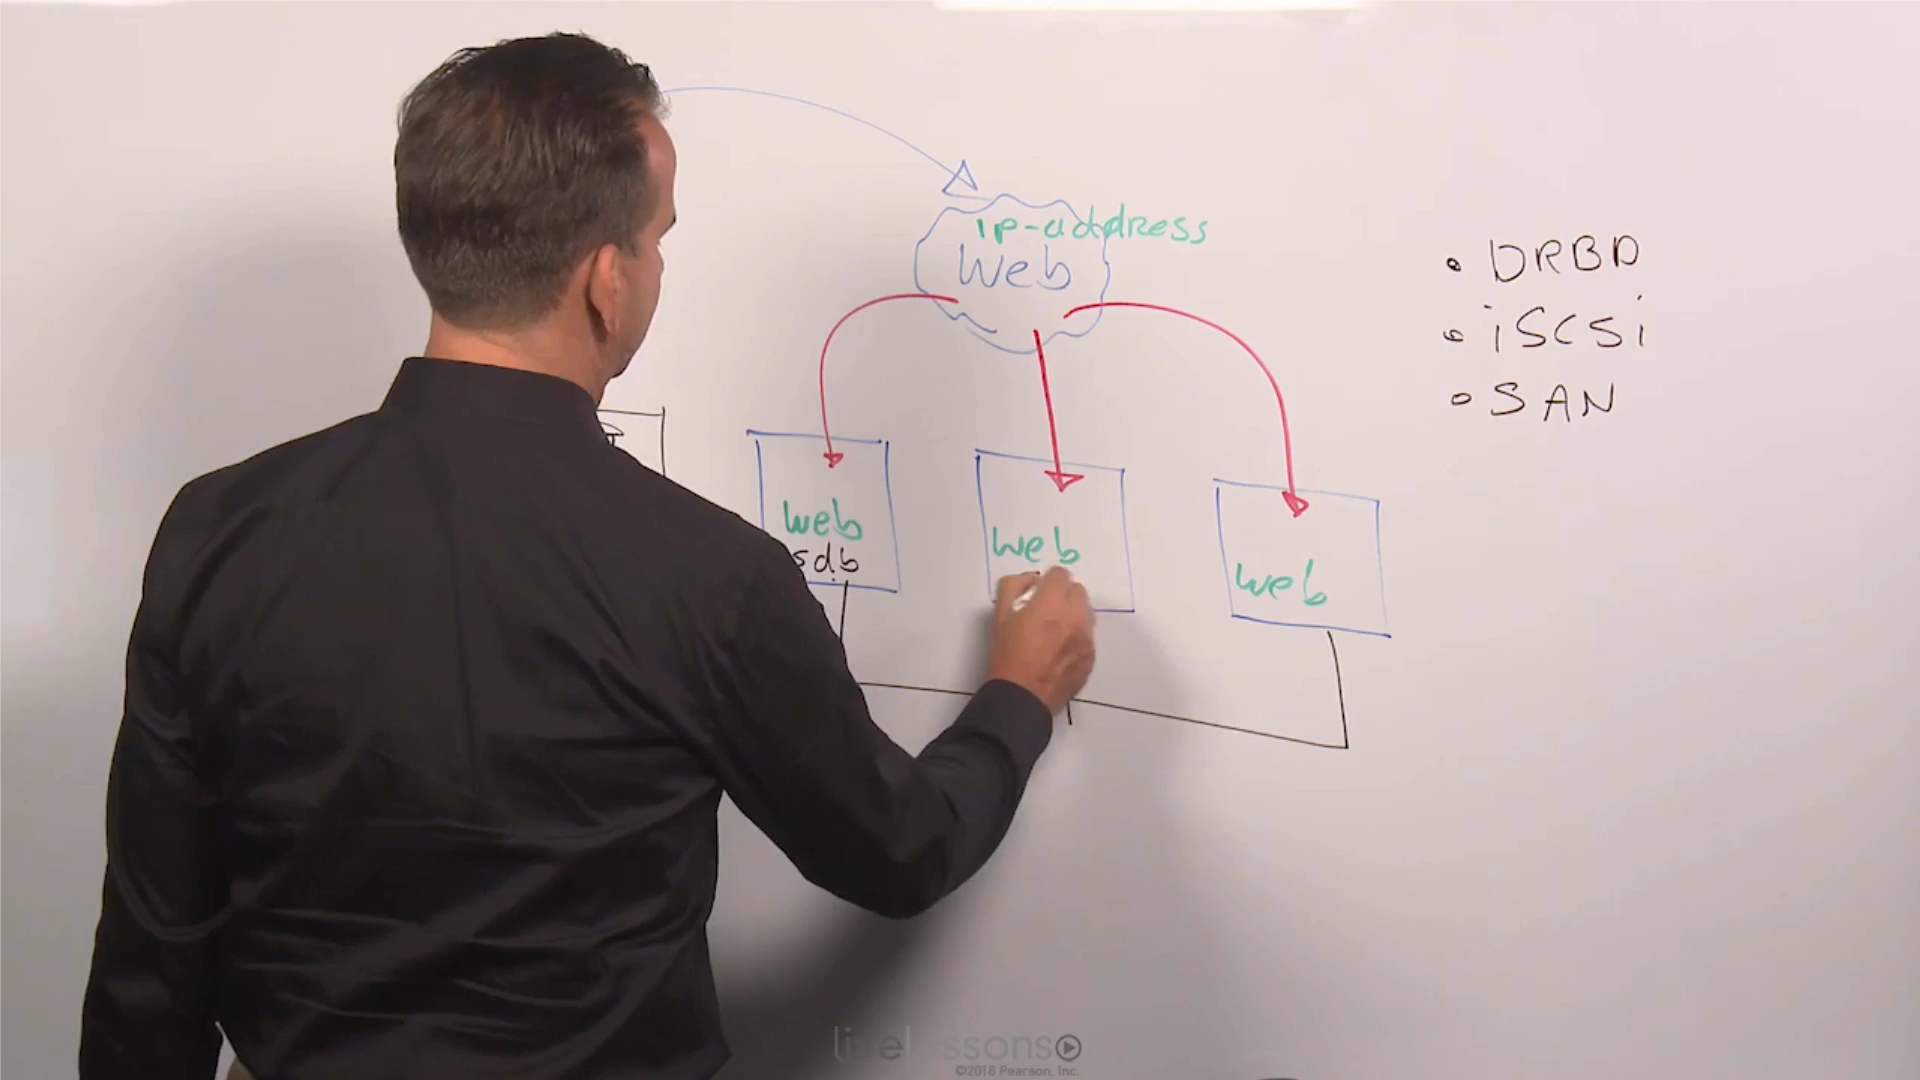 ip-address
Web
• DRBD
• iSCSi
• SAN
web
sdb
web
web
livelessons
©2018 Pearson, Inc.